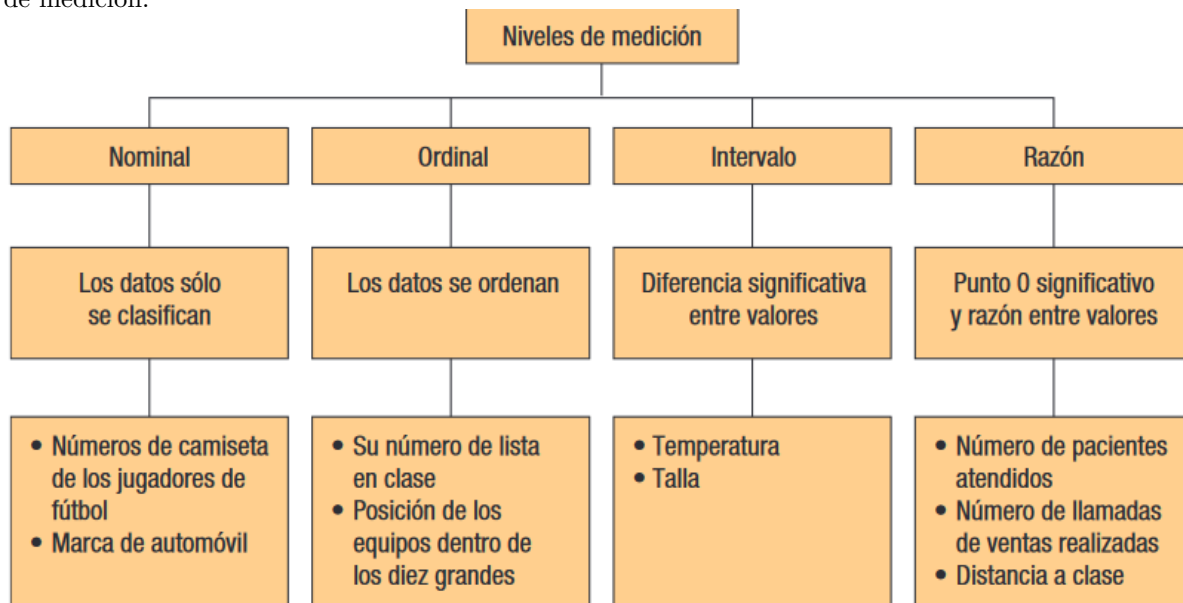 de medición.
Niveles de medición
Nominal
Ordinal
Intervalo
Razón
Los datos sólo
se clasifican
Los datos se ordenan
Diferencia significativa
entre valores
Punto 0 significativo
y razón entre valores
• Números de camiseta
de los jugadores de
fútbol
• Marca de automóvil
• Su número de lista
en clase
• Posición de los
equipos dentro de
los diez grandes
• Temperatura
• Talla
• Número de pacientes
atendidos
• Número de llamadas
de ventas realizadas
• Distancia a clase